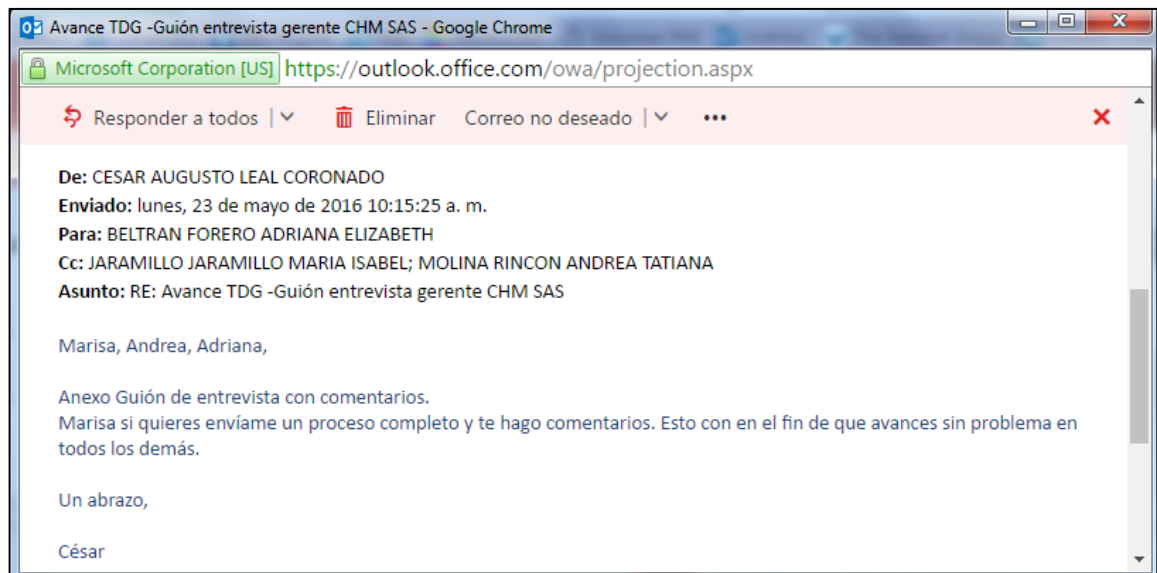 Avance TDG -Guión entrevista gerente CHM SAS - Google Chrome
Microsoft Corporation [US] https://outlook.office.com/owa/projection.aspx
Responder a todos | Eliminar Correo no deseado | •••
De: CESAR AUGUSTO LEAL CORONADO
Enviado: lunes, 23 de mayo de 2016 10:15:25 a. m.
Para: BELTRAN FORERO ADRIANA ELIZABETH
Cc: JARAMILLO JARAMILLO MARIA ISABEL; MOLINA RINCON ANDREA TATIANA
Asunto: RE: Avance TDG -Guión entrevista gerente CHM SAS
Marisa, Andrea, Adriana,
Anexo Guión de entrevista con comentarios.
Marisa si quieres envíame un proceso completo y te hago comentarios. Esto con en el fin de que avances sin problema en
todos los demás.
Un abrazo,
César